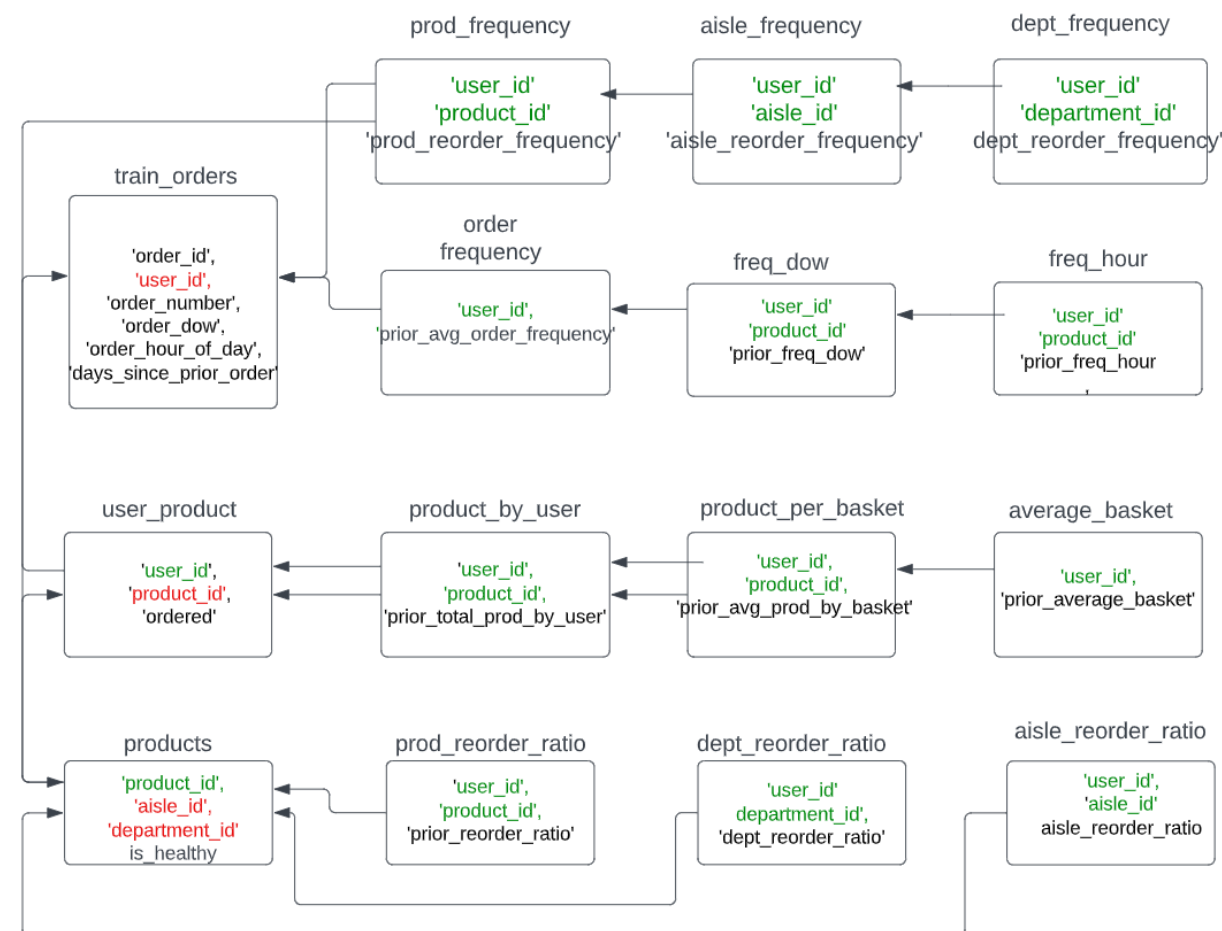 prod_frequency
'user_id'
'product_id'
'prod_reorder_frequency'
aisle_frequency
'user_id'
'aisle_id'
'aisle_reorder_frequency'
dept_frequency
'user_id'
'department_id'
dept_reorder_frequency'
train_orders
'order_id',
'user_id',
'order_number',
'order_dow',
'order_hour_of_day',
'days_since_prior_order'
order
frequency
'user_id',
'prior_avg_order_frequency'
freq_dow
'user_id'
'product_id'
'prior_freq_dow'
freq_hour
'user_id'
'product_id'
'prior_freq_hour
,
user_product
'user_id',
'product_id',
'ordered'
product_by_user
'user_id',
'product_id',
'prior_total_prod_by_user'
product_per_basket
'user_id',
'product_id',
'prior_avg_prod_by_basket'
average_basket
'user_id',
'prior_average_basket'
products
'product_id',
'aisle_id',
'department_id'
is_healthy
prod_reorder_ratio
'user_id',
'product_id',
'prior_reorder_ratio'
dept_reorder_ratio
'user_id'
department_id',
'dept_reorder_ratio'
aisle_reorder_ratio
'user_id',
'aisle_id'
aisle_reorder_ratio